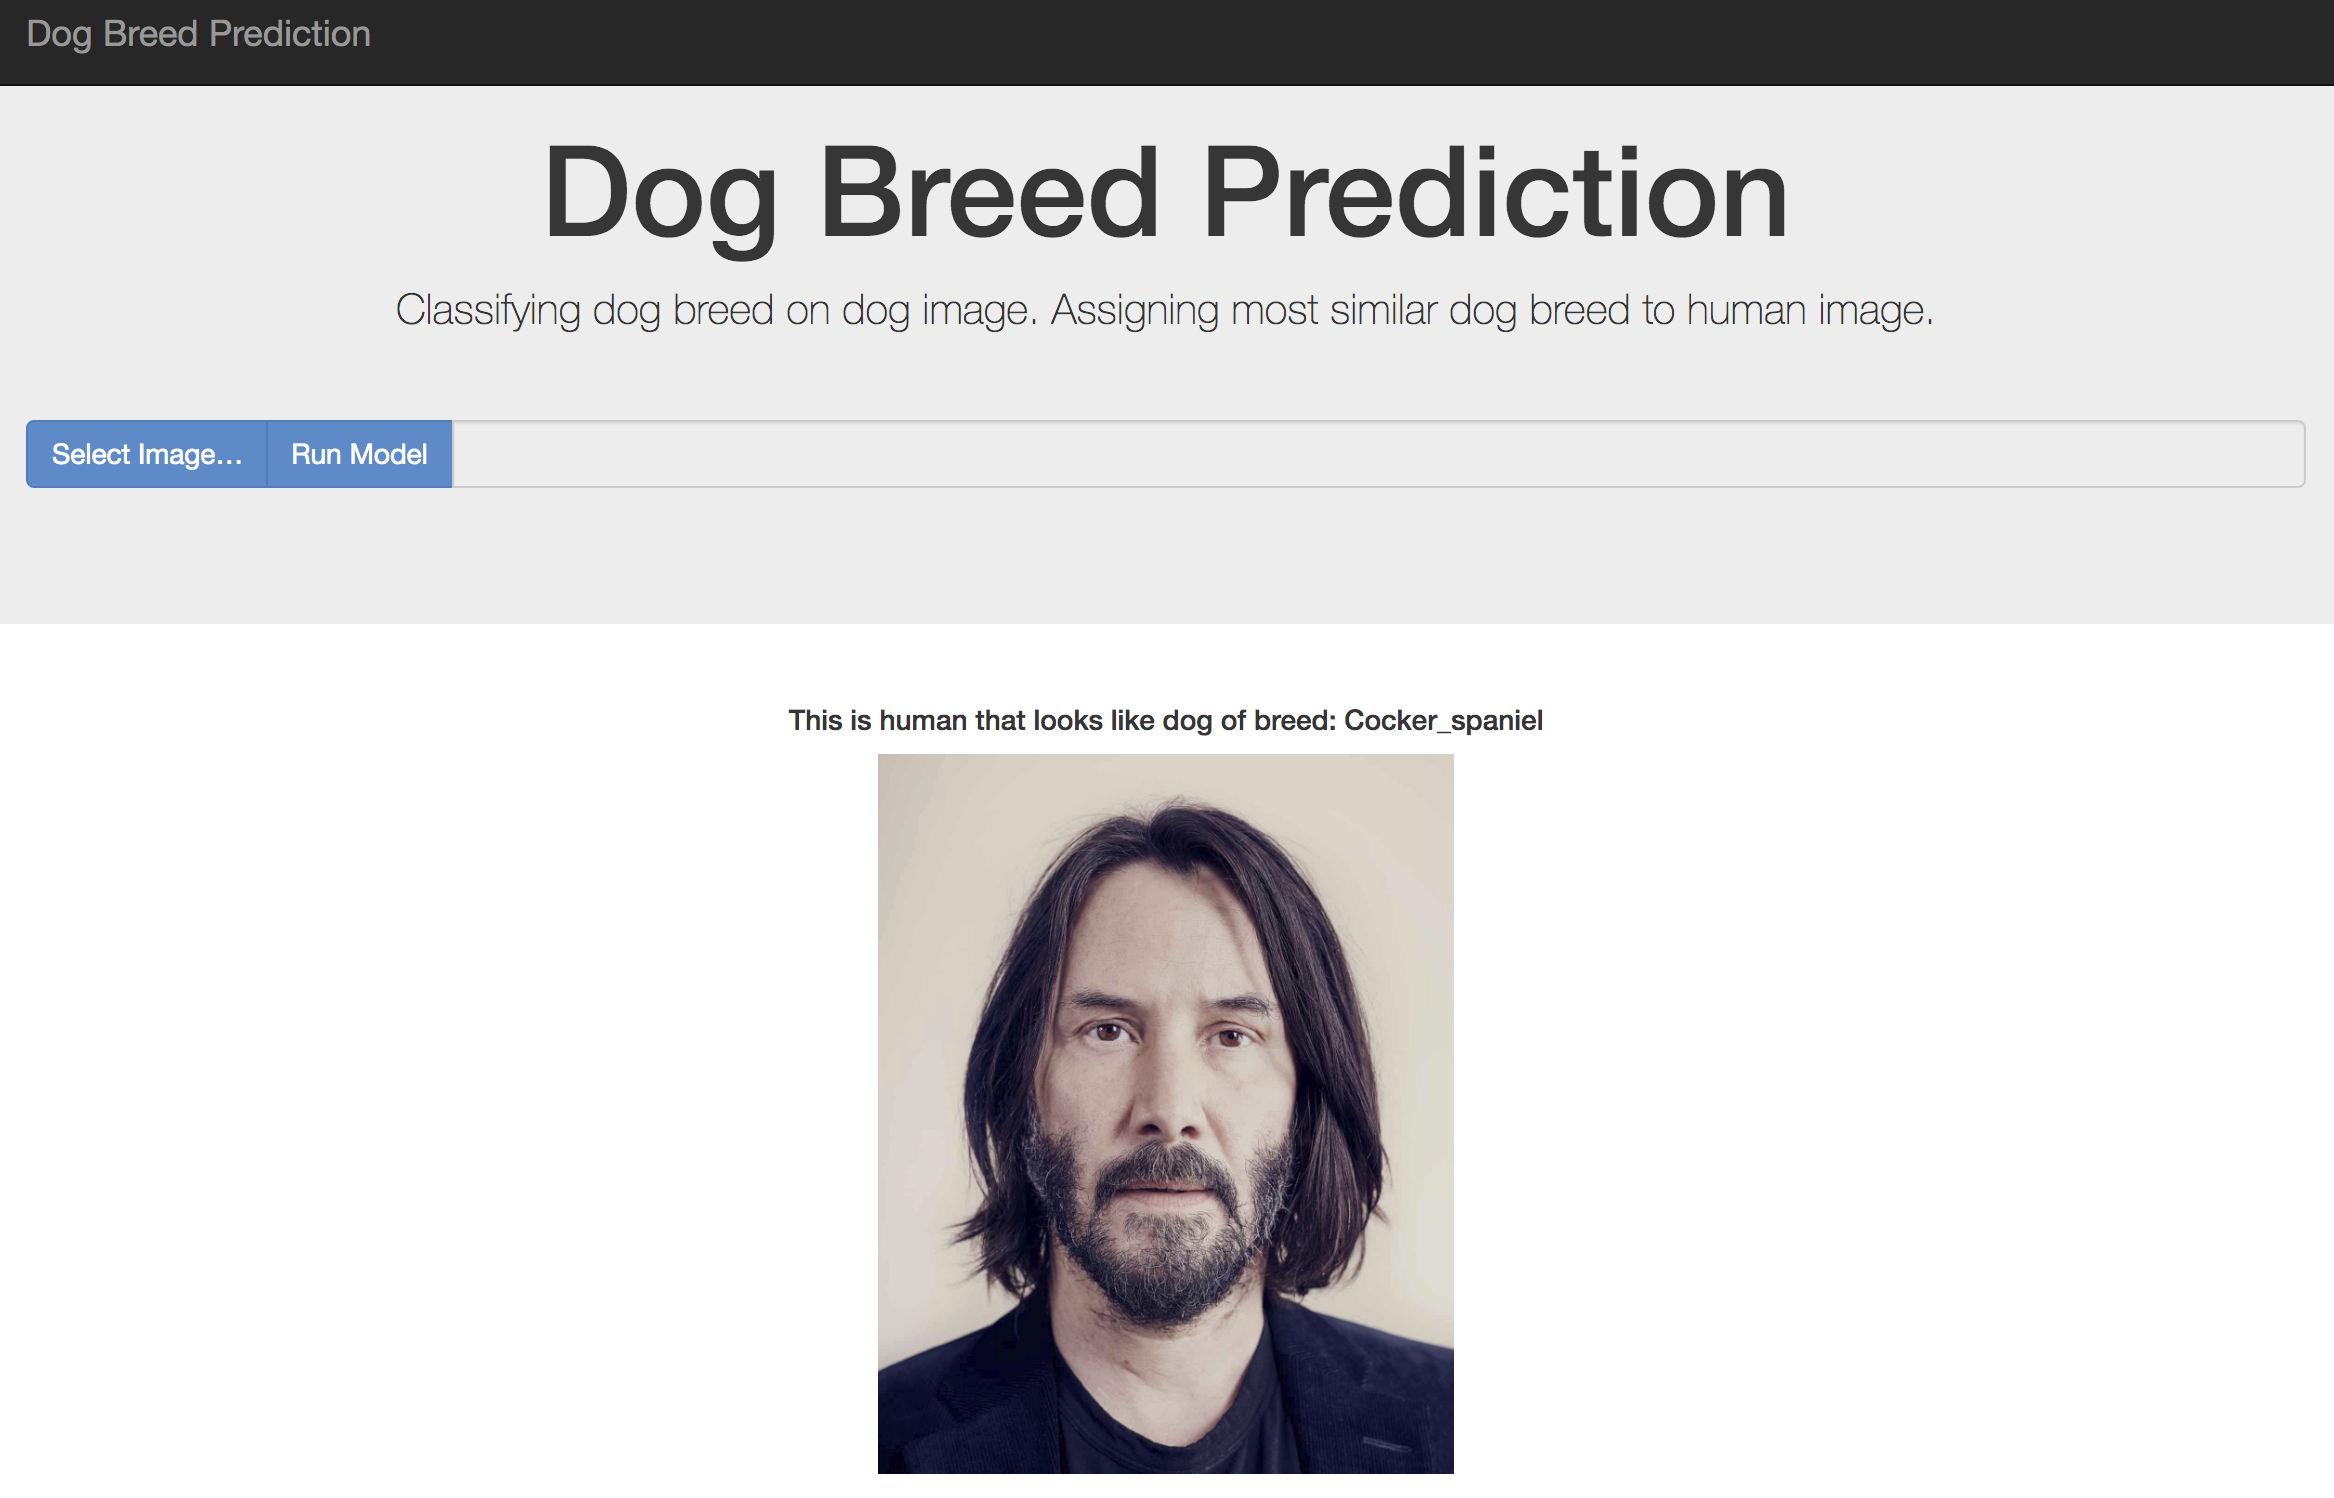 Dog Breed Prediction
Dog Breed Prediction
Classifying dog breed on dog image. Assigning most similar dog breed to human image.
Select Image...
Run Model
This is human that looks like dog of breed: Cocker_spaniel